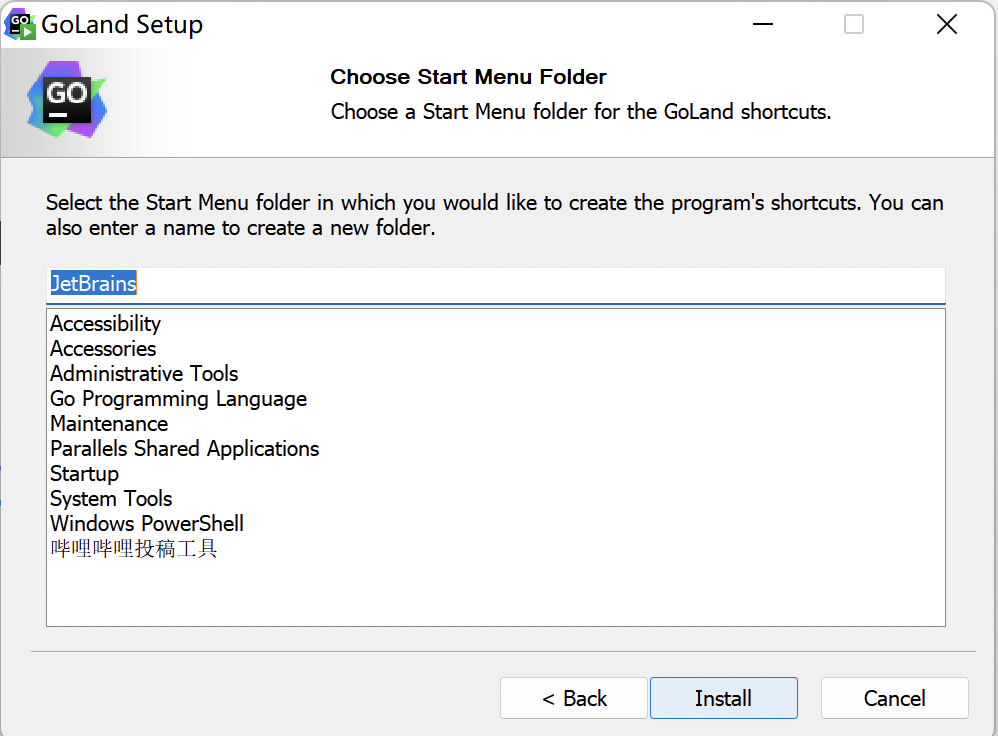 GoLand Setup
GO
Choose Start Menu Folder
Choose a Start Menu folder for the GoLand shortcuts.
Select the Start Menu folder in which you would like to create the program's shortcuts. You can
also enter a name to create a new folder.
JetBrains
Accessibility
Accessories
Administrative Tools
Go Programming Language
Maintenance
Parallels Shared Applications
Startup
System Tools
Windows PowerShell
哔哩哔哩投稿工具
< Back
Install
Cancel